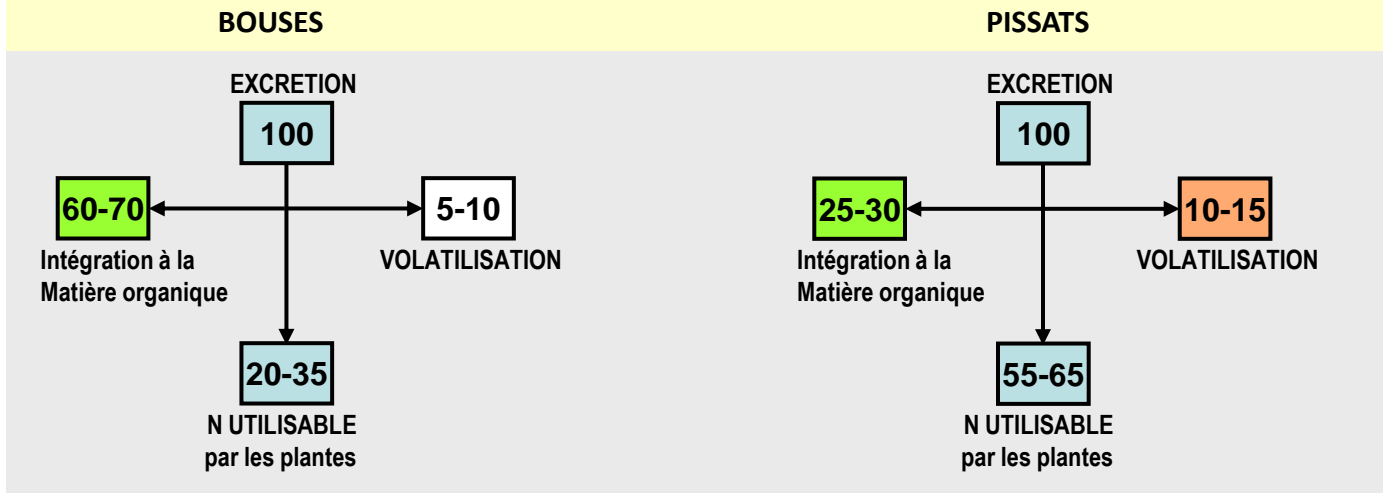 BOUSES
EXCRETION
100
60-70
5-10
Intégration à la
Matière organique
VOLATILISATION
20-35
N UTILISABLE
par les plantes
PISSATS
EXCRETION
100
25-30
10-15
Intégration à la
Matière organique
VOLATILISATION
55-65
N UTILISABLE
par les plantes